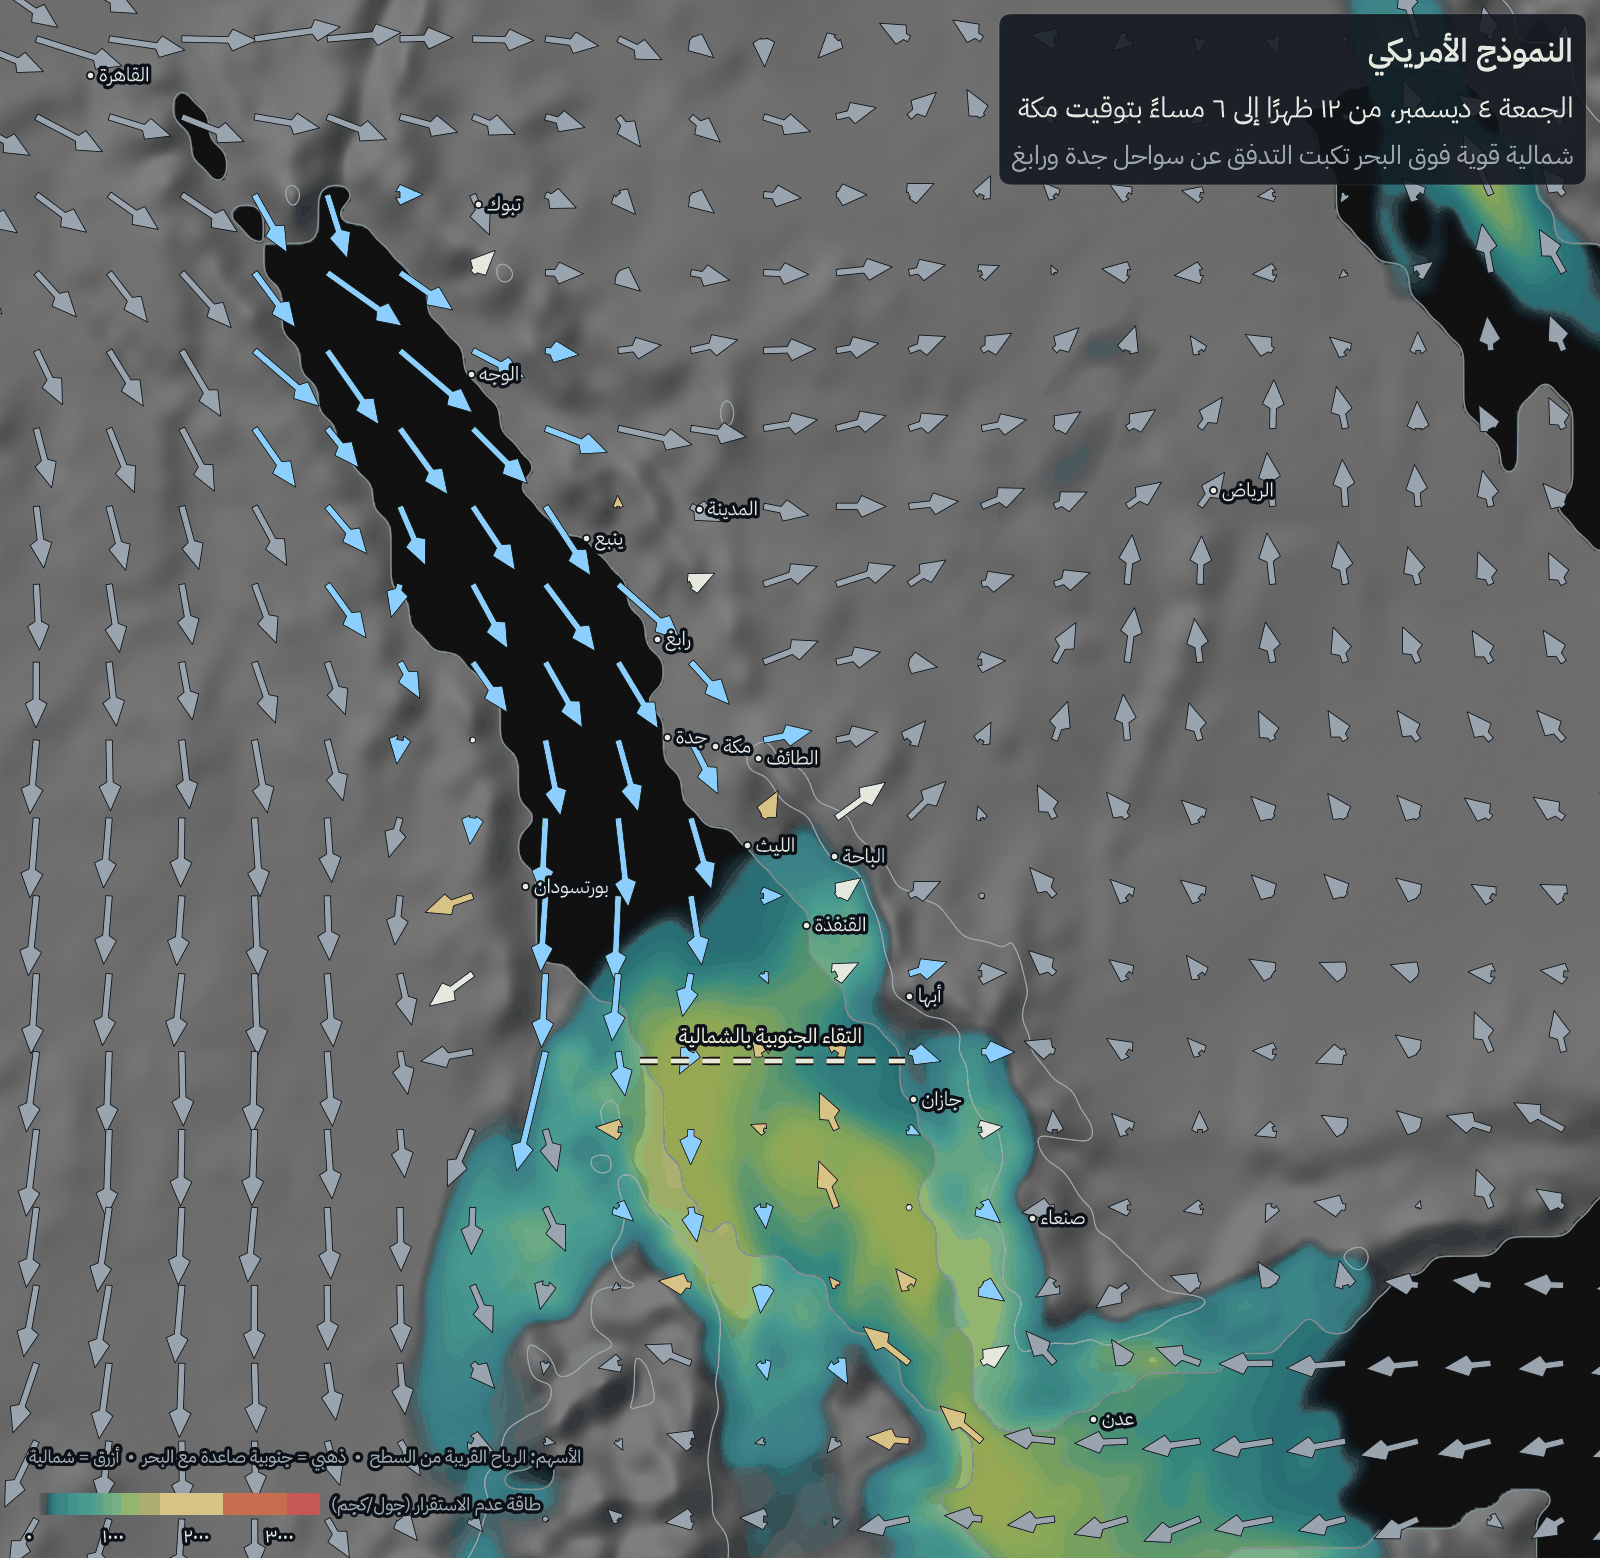 النموذج الأمريكي
الجمعة ٤ ديسمبر، من ١٢ ظهرًا إلى ٦ مساءً بتوقيت مكة
شمالية قوية فوق البحر تكبت التدفق عن سواحل جدة ورابغ
القاهرة
تبوك
الوجه
الرياض
المدينة
ينبع
رابغ
جدة
مكة
الطائف
الليث
الباحة
بورتسودان
القنفذة
أبها
التقاء الجنوبية بالشمالية
جازان
صنعاء
عدن
الأسهم: الرياح القريبة من السطح • ذهبي = جنوبية صاعدة مع البحر • أزرق = شمالية
طاقة عدم الاستقرار (جول/كجم)
٠ ١٠٠٠ ٢٠٠٠ ٣٠٠٠